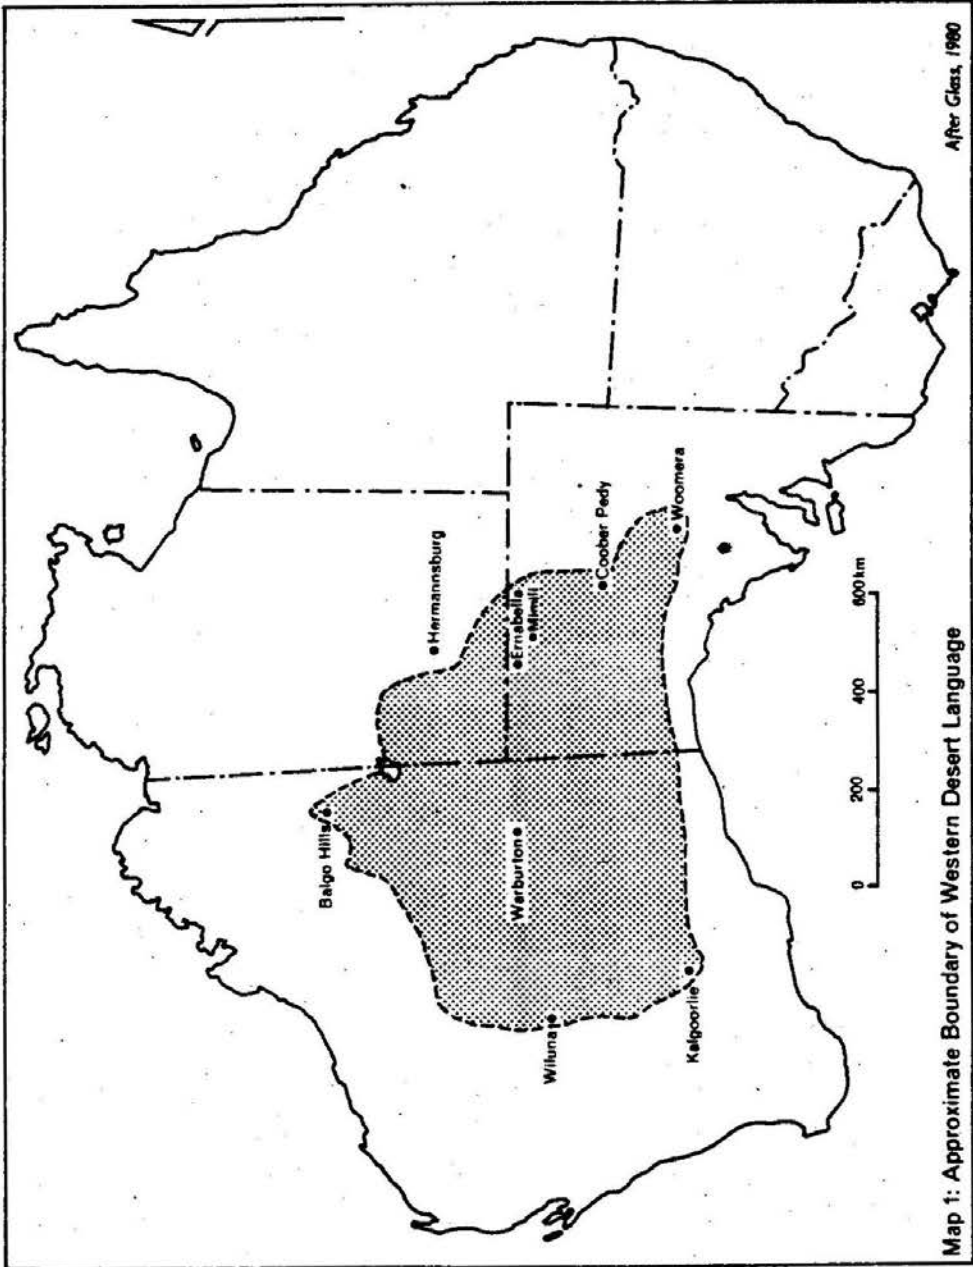 Balgo Hills
Hermannsburg
Ernabella
Mimili
Warburton
Wiluna
Coober Pedy
Woomera
Kalgoorlie
0 200 400 600km
Map 1: Approximate Boundary of Western Desert Language
After Glass, 1980